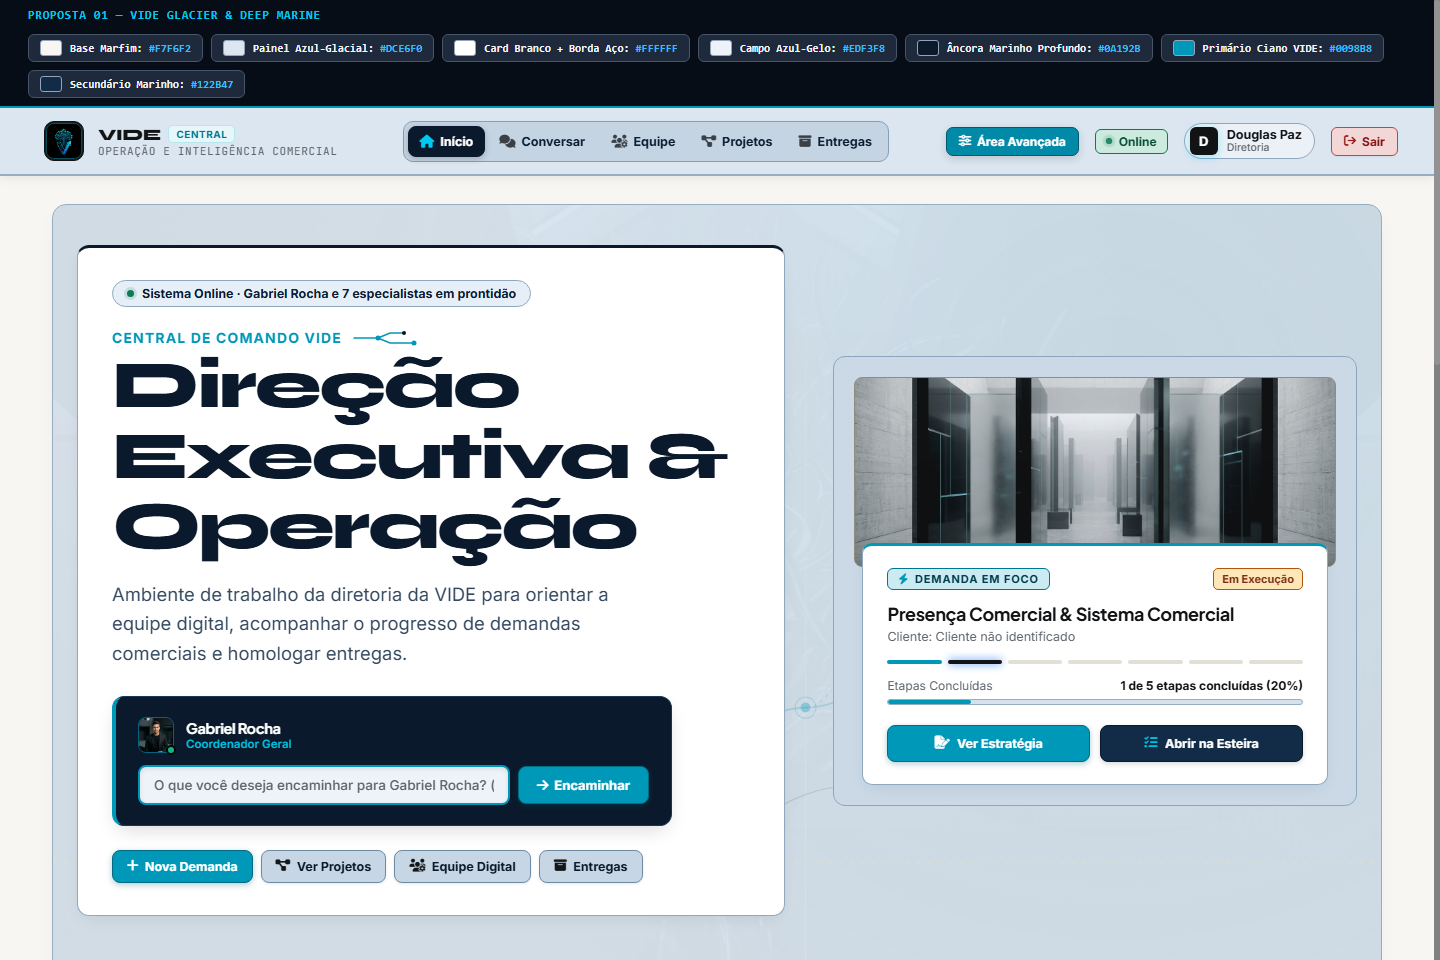 PROPOSTA 01 — VIDE GLACIER & DEEP MARINE
Base Marfim: #F7F6F2
Painel Azul-Glacial: #DCE6F0
Card Branco + Borda Aço: #FFFFFF
Campo Azul-Gelo: #EDF3F8
Âncora Marinho Profundo: #0A192B
Primário Ciano VIDE: #0098B8
Secundário Marinho: #122B47
VIDE CENTRAL
OPERAÇÃO E INTELIGÊNCIA COMERCIAL
Início
Conversar
Equipe
Projetos
Entregas
Área Avançada
Online
D
Douglas Paz
Diretoria
Sair
Sistema Online · Gabriel Rocha e 7 especialistas em prontidão
CENTRAL DE COMANDO VIDE
Direção
Executiva &
Operação
Ambiente de trabalho da diretoria da VIDE para orientar a
equipe digital, acompanhar o progresso de demandas
comerciais e homologar entregas.
Gabriel Rocha
Coordenador Geral
O que você deseja encaminhar para Gabriel Rocha? (
Encaminhar
Nova Demanda
Ver Projetos
Equipe Digital
Entregas
DEMANDA EM FOCO
Em Execução
Presença Comercial & Sistema Comercial
Cliente: Cliente não identificado
Etapas Concluídas
1 de 5 etapas concluídas (20%)
Ver Estratégia
Abrir na Esteira